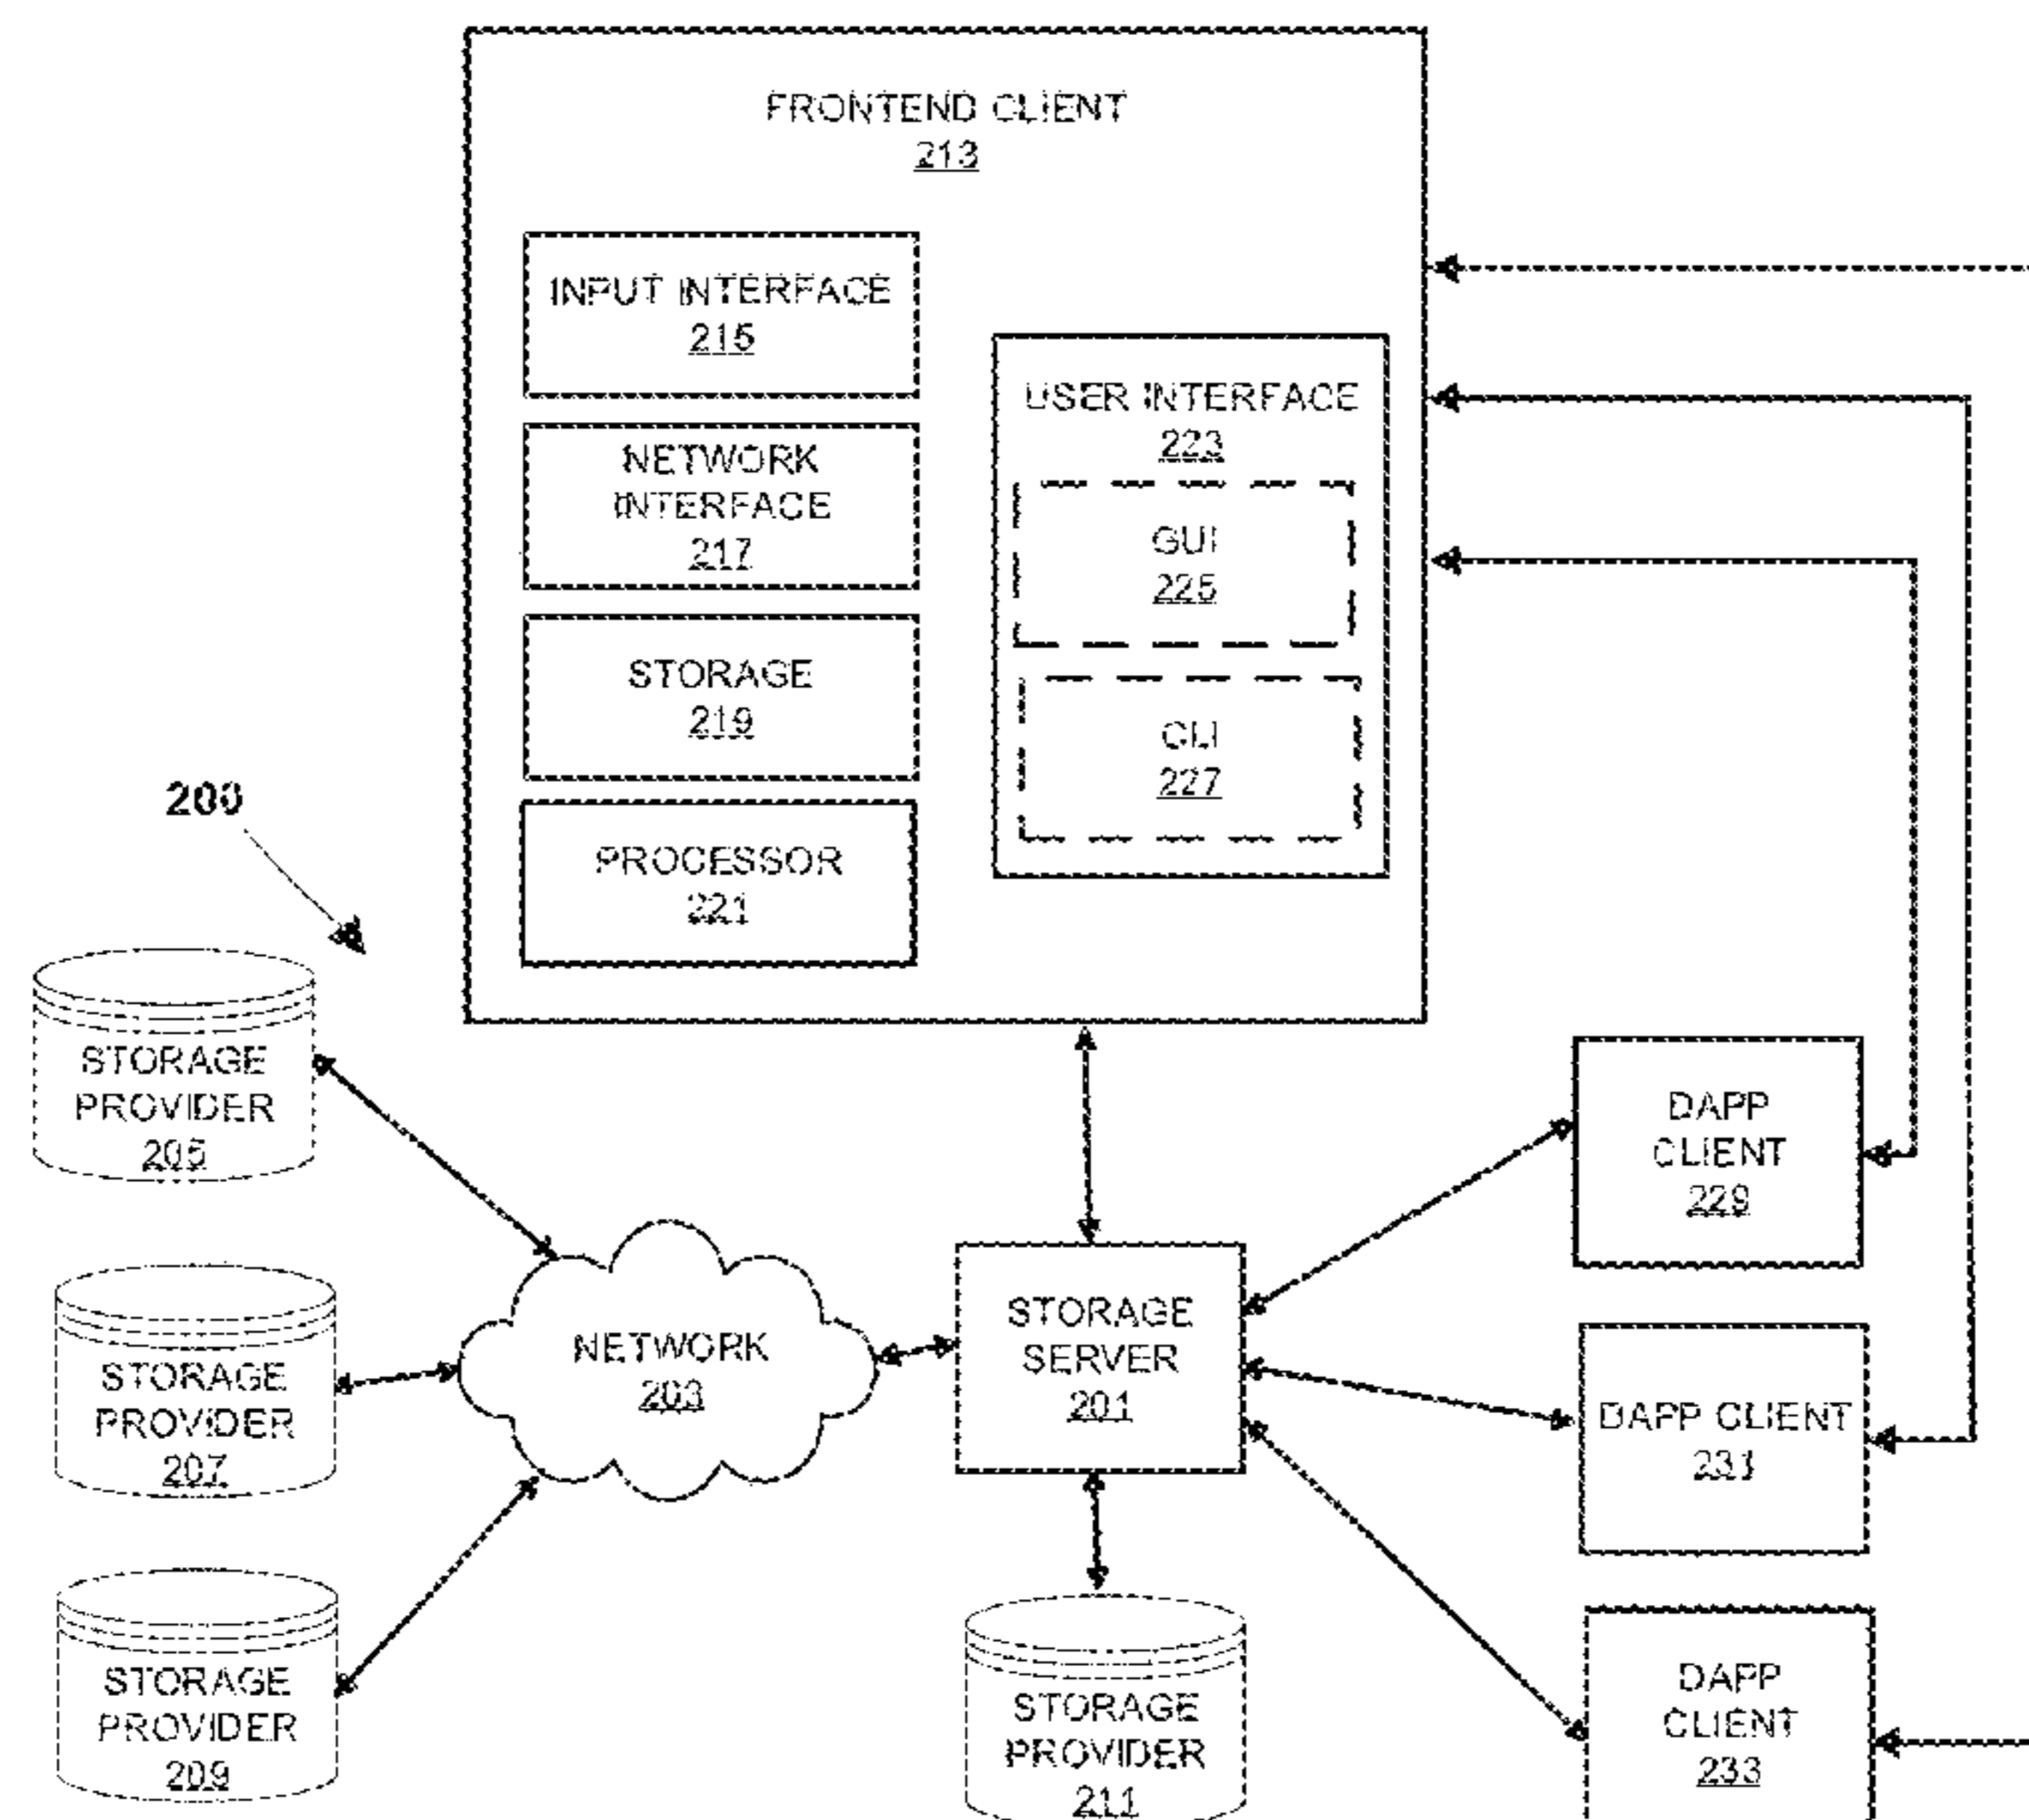 FRONTEND CLIENT
213
INPUT INTERFACE
215
NETWORK
INTERFACE
217
STORAGE
219
PROCESSOR
221
USER INTERFACE
223
GUI
225
CLI
227
200
STORAGE
PROVIDER
205
STORAGE
PROVIDER
207
STORAGE
PROVIDER
209
NETWORK
203
STORAGE
SERVER
201
STORAGE
PROVIDER
211
DAPP
CLIENT
229
DAPP CLIENT
231
DAPP
CLIENT
233